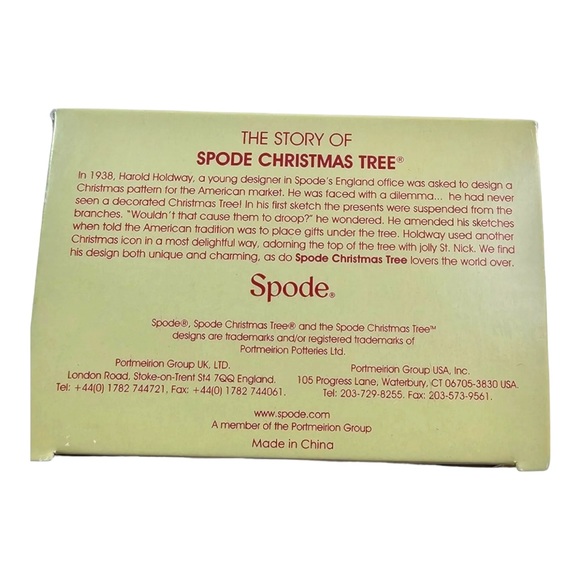 THE STORY OF
SPODE CHRISTMAS TREE®
In 1938, Harold Holdway, a young designer in Spode's England office was asked to design a
Christmas pattern for the American market. He was faced with a dilemma... he had never
seen a decorated Christmas Tree! In his first sketch the presents were suspended from the
branches. "Wouldn't that cause them to droop?" he wondered. He amended his sketches
when told the American tradition was to place gifts under the tree. Holdway used another
Christmas icon in a most delightful way, adorning the top of the tree with jolly St. Nick. We find
his design both unique and charming, as do Spode Christmas Tree lovers the world over.
Spode®
Spode®, Spode Christmas Tree® and the Spode Christmas Tree™
designs are trademarks and/or registered trademarks of
Portmeirion Potteries Ltd.
Portmeirion Group UK, LTD.
London Road, Stoke-on-Trent St4 7QQ England.
Tel: +44(0) 1782 744721, Fax: +44(0) 1782 744061.
Portmeirion Group USA, Inc.
105 Progress Lane, Waterbury, CT 06705-3830 USA.
Tel: 203-729-8255. Fax: 203-573-9561.
www.spode.com
A member of the Portmeirion Group
Made in China